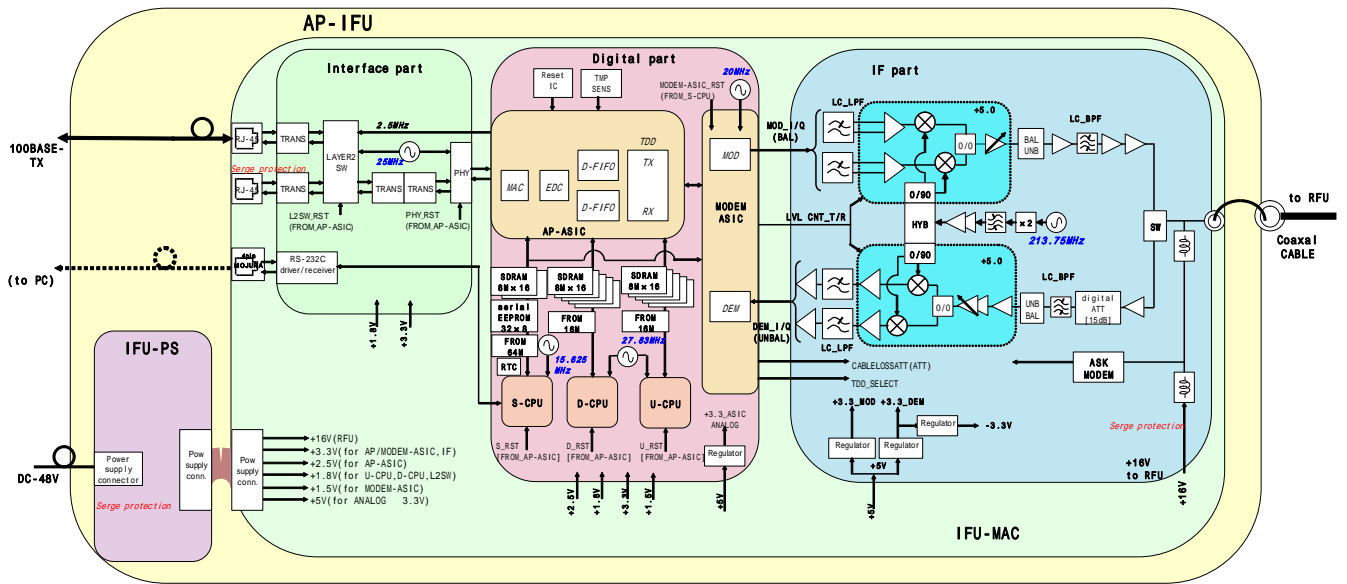 AP-IFU
Interface part
Digital part
IF part
100BASE-
TX
RJ-45
TRANS
LAYER2
SW
2.5MHz
25MHz
TRANS
TRANS
PHY
Serge protection
RJ-45
TRANS
L2SW_RST
(FROM_AP-ASIC)
PHY_RST
(FROM_AP-ASIC)
(to PC)
4pin
MOJURA
RS-232C
driver/receiver
+1.8V
+3.3V
Reset
IC
TMP
SENS
MODEM-ASIC_RST
(FROM_S-CPU)
20MHz
TDD
MAC
EDC
D-FIFO
D-FIFO
TX
RX
AP-ASIC
MOD
MODEM
ASIC
DEM
SDRAM
8M×16
SDRAM
8M×16
SDRAM
8M×16
serial
EEPROM
32×8
FROM
64M
RTC
FROM
16M
FROM
16M
15.625
MHz
27.83MHz
S-CPU
D-CPU
U-CPU
S_RST
[FROM_AP-ASIC]
D_RST
[FROM_AP-ASIC]
U_RST
[FROM_AP-ASIC]
+2.5V
+1.8V
+3.3V
+1.5V
+3.3_ASIC
ANALOG
Regulator
+5V
MOD_I/Q
(BAL)
LC_LPF
+5.0
0/0
BAL
UNB
LC_BPF
0/90
HYB
0/90
LVL CNT_T/R
×2
213.75MHz
SW
to RFU
Coaxal
CABLE
DEM_I/Q
(UNBAL)
LC_LPF
+5.0
0/0
UNB
BAL
LC_BPF
digital
ATT
[15dB]
CABLELOSSATT(ATT)
TDD_SELECT
ASK
MODEM
+3.3_MOD
+3.3_DEM
Regulator
Regulator
Regulator
-3.3V
+5V
+5V
Serge protection
+16V
to RFU
+16V
IFU-PS
DC-48V
Power
supply
connector
Serge protection
Pow
supply
conn.
Pow
supply
conn.
+16V(RFU)
+3.3V(for AP/MODEM-ASIC,IF)
+2.5V(for AP-ASIC)
+1.8V(for U-CPU,D-CPU,L2SW)
+1.5V(for MODEM-ASIC)
+5V(for ANALOG 3.3V)
IFU-MAC